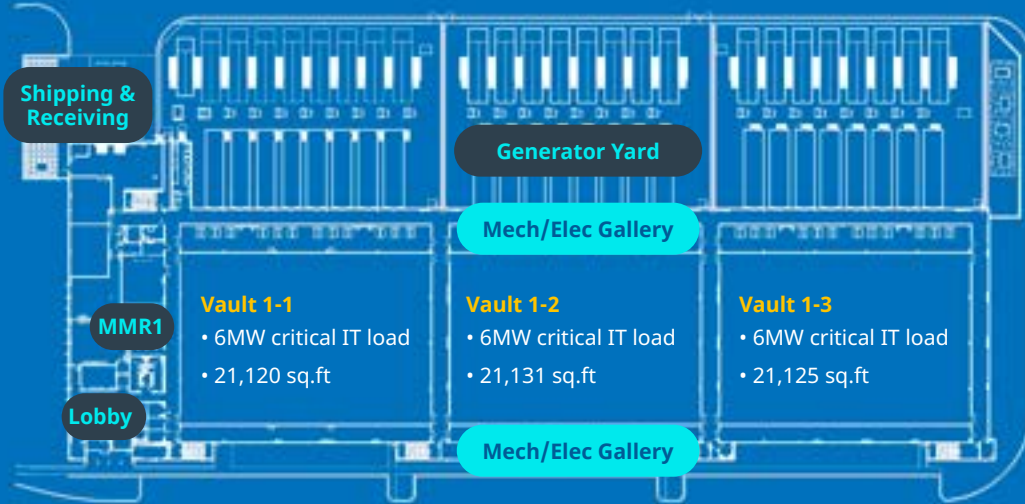 Shipping &
Receiving
Generator Yard
Mech/Elec Gallery
Vault 1-1
• 6MW critical IT load
• 21,120 sq.ft
Vault 1-2
• 6MW critical IT load
• 21,131 sq.ft
Vault 1-3
• 6MW critical IT load
• 21,125 sq.ft
MMR1
Lobby
Mech/Elec Gallery